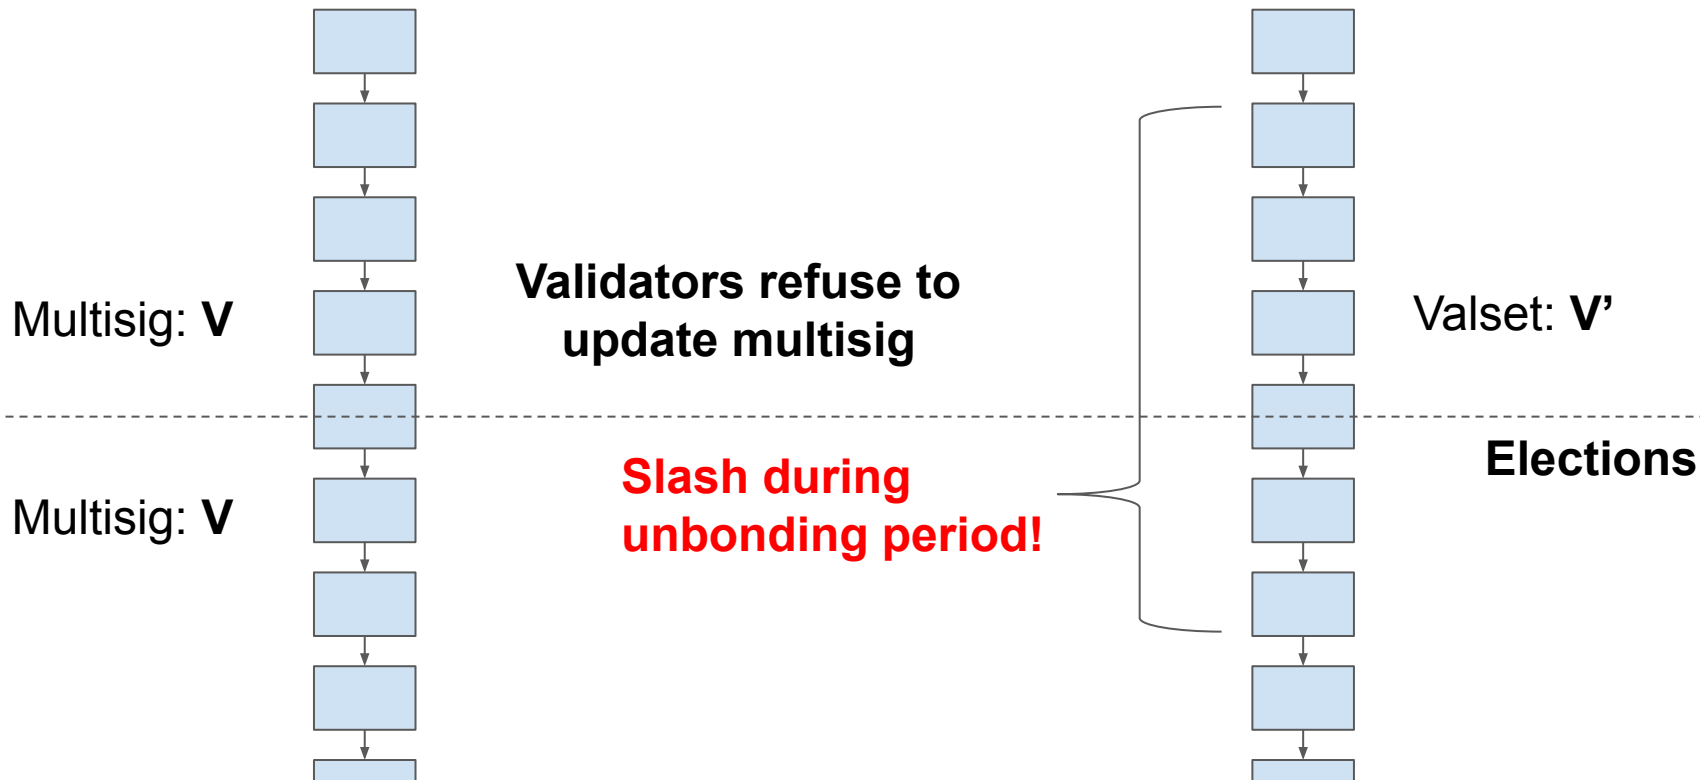 Validators refuse to
update multisig
Multisig: V
Valset: V’
Elections
Slash during
unbonding period!
Multisig: V